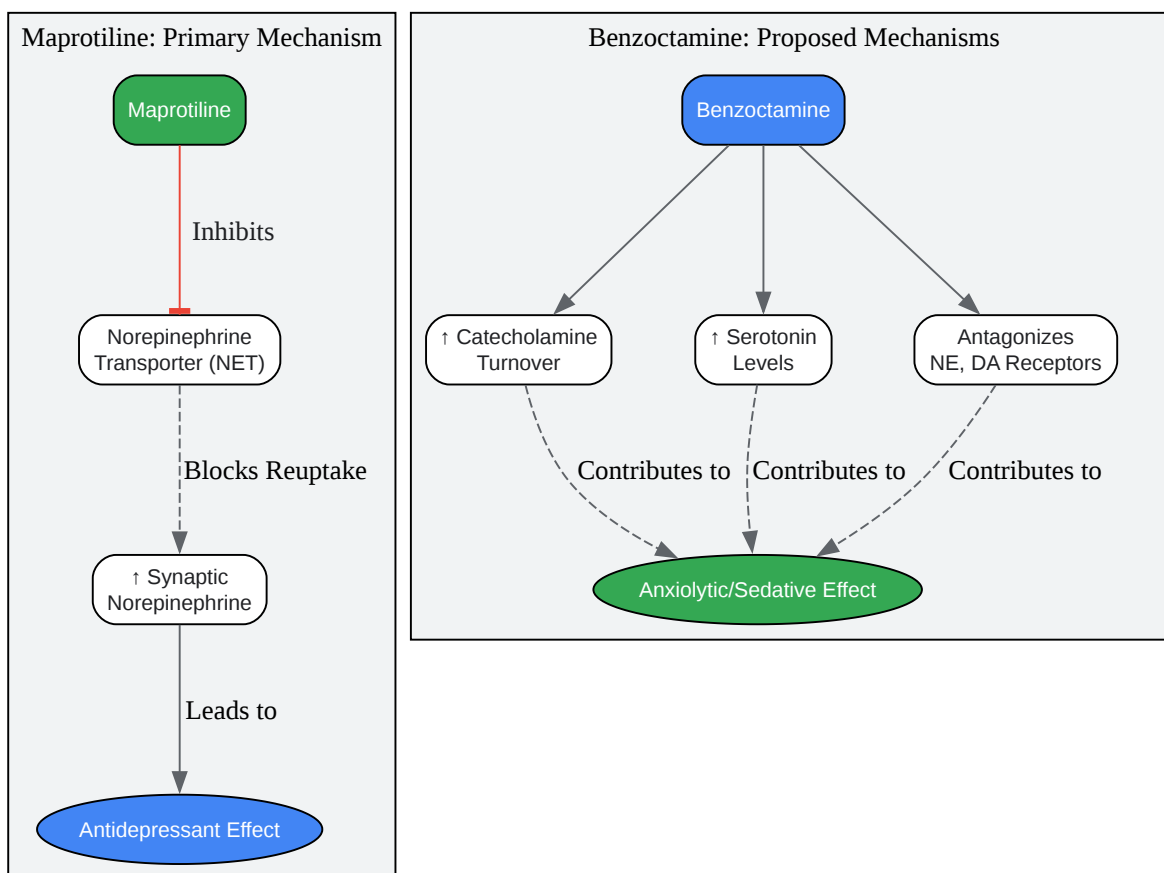 Maprotiline: Primary Mechanism
Maprotiline
Inhibits
Norepinephrine
Transporter (NET)
Blocks Reuptake
↑ Synaptic
Norepinephrine
Leads to
Antidepressant Effect
Benzoctamine: Proposed Mechanisms
Benzoctamine
↑ Catecholamine
Turnover
↑ Serotonin
Levels
Antagonizes
NE, DA Receptors
Contributes to
Contributes to
Contributes to
Anxiolytic/Sedative Effect